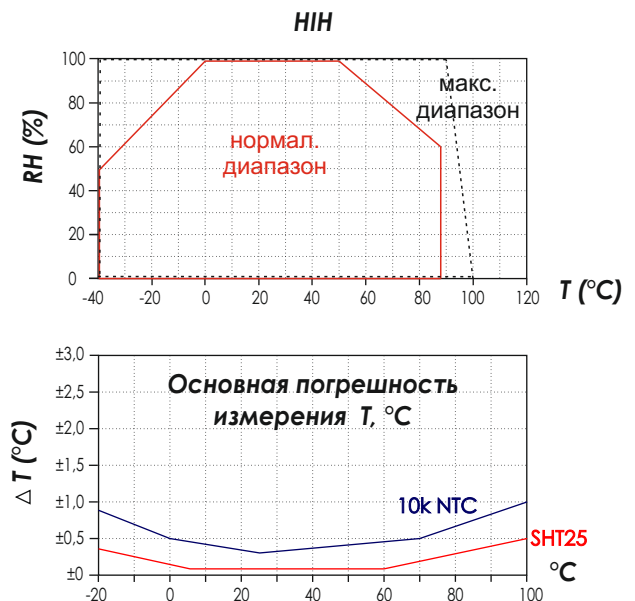 HIH
100
80
60
40
20
0
RH (%)
макс.
диапазон
нормал.
диапазон
-40 -20 0 20 40 60 80 100 120
T (°C)
±3,0
±2,5
±2,0
±1,5
±1,0
±0,5
±0
△ T (°C)
Основная погрешность
измерения T, °C
10k NTC
SHT25
°C
-20 0 20 40 60 80 100